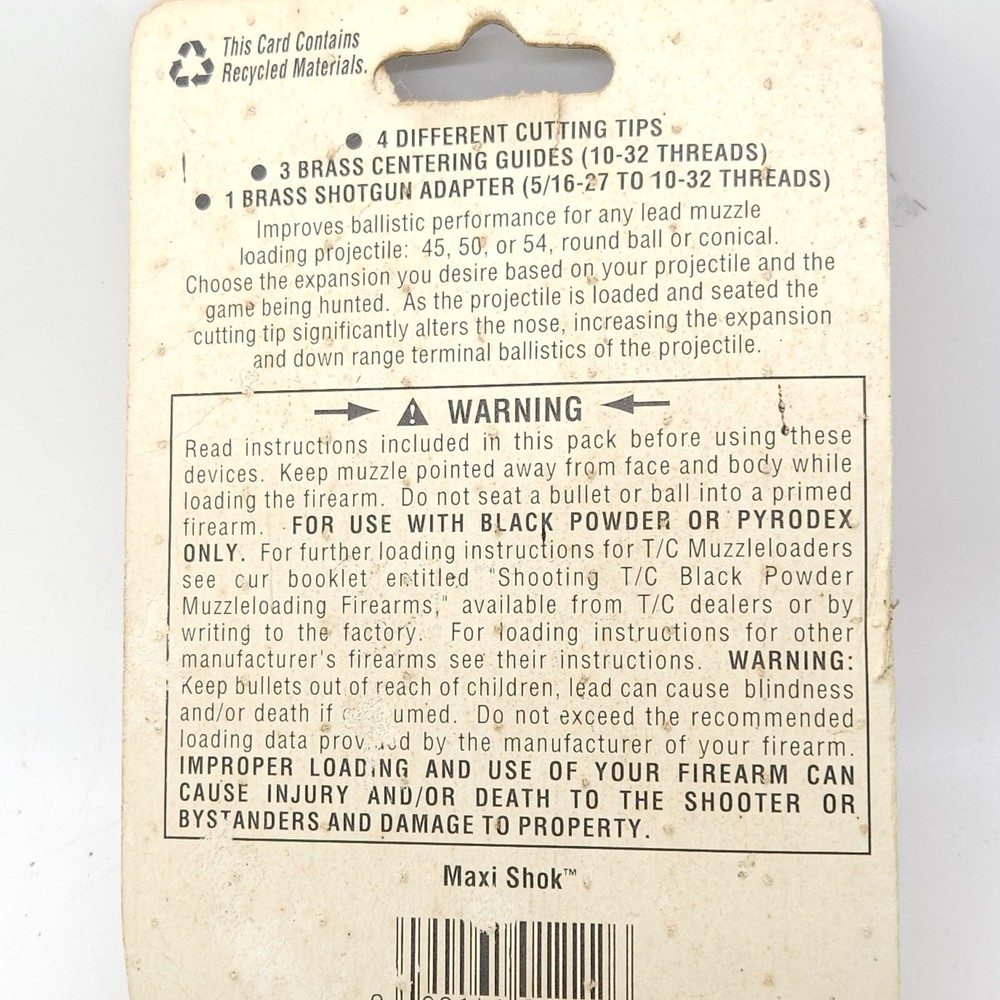 This Card Contains
Recycled Materials.
● 4 DIFFERENT CUTTING TIPS
● 3 BRASS CENTERING GUIDES (10-32 THREADS)
● 1 BRASS SHOTGUN ADAPTER (5/16-27 TO 10-32 THREADS)
Improves ballistic performance for any lead muzzle
loading projectile: 45, 50, or 54, round ball or conical.
Choose the expansion you desire based on your projectile and the
game being hunted. As the projectile is loaded and seated the
cutting tip significantly alters the nose, increasing the expansion
and down range terminal ballistics of the projectile.
WARNING
Read instructions included in this pack before using these
devices. Keep muzzle pointed away from face and body while
loading the firearm. Do not seat a bullet or ball into a primed
firearm. FOR USE WITH BLACK POWDER OR PYRODEX
ONLY. For further loading instructions for T/C Muzzleloaders
see our booklet entitled "Shooting T/C Black Powder
Muzzleloading Firearms," available from T/C dealers or by
writing to the factory. For loading instructions for other
manufacturer's firearms see their instructions. WARNING:
Keep bullets out of reach of children, lead can cause blindness
and/or death if umed. Do not exceed the recommended
loading data provided by the manufacturer of your firearm.
IMPROPER LOADING AND USE OF YOUR FIREARM CAN
CAUSE INJURY AND/OR DEATH TO THE SHOOTER OR
BYSTANDERS AND DAMAGE TO PROPERTY.
Maxi Shok™